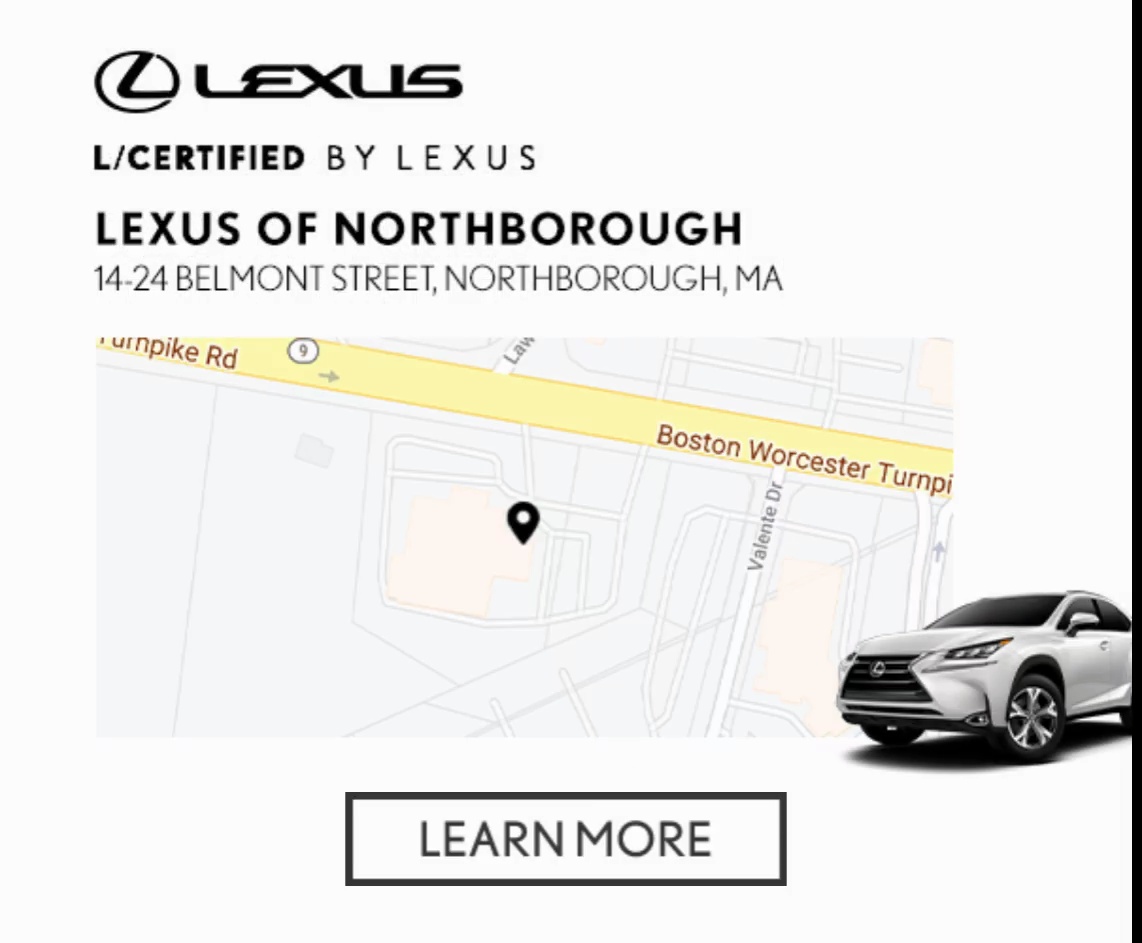 LEXUS
L/CERTIFIED BY LEXUS
LEXUS OF NORTHBOROUGH
14-24 BELMONT STREET, NORTHBOROUGH, MA
Turnpike Rd
9
Law
Boston Worcester Turnpi
Valente Dr
LEARN MORE